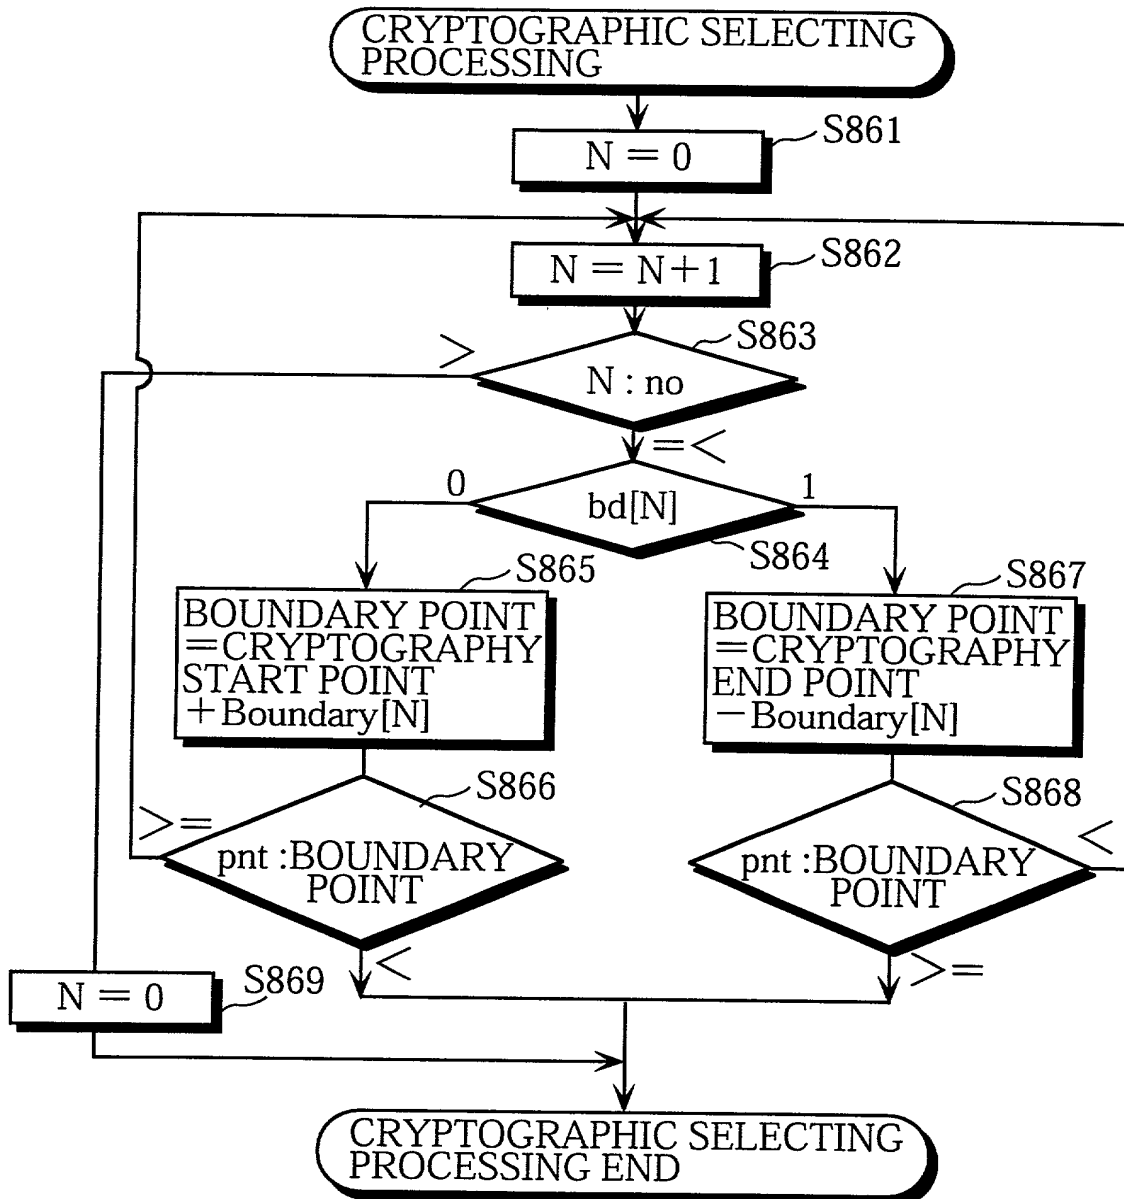 CRYPTOGRAPHIC SELECTING
PROCESSING
S861
N = 0
S862
N = N+1
S863
>
N : no
=<
0
bd[N]
1
S864
S865
BOUNDARY POINT
=CRYPTOGRAPHY
START POINT
+Boundary[N]
S867
BOUNDARY POINT
=CRYPTOGRAPHY
END POINT
−Boundary[N]
S866
>=
pnt :BOUNDARY
POINT
<
S868
<
pnt :BOUNDARY
POINT
>=
S869
N = 0
CRYPTOGRAPHIC SELECTING
PROCESSING END